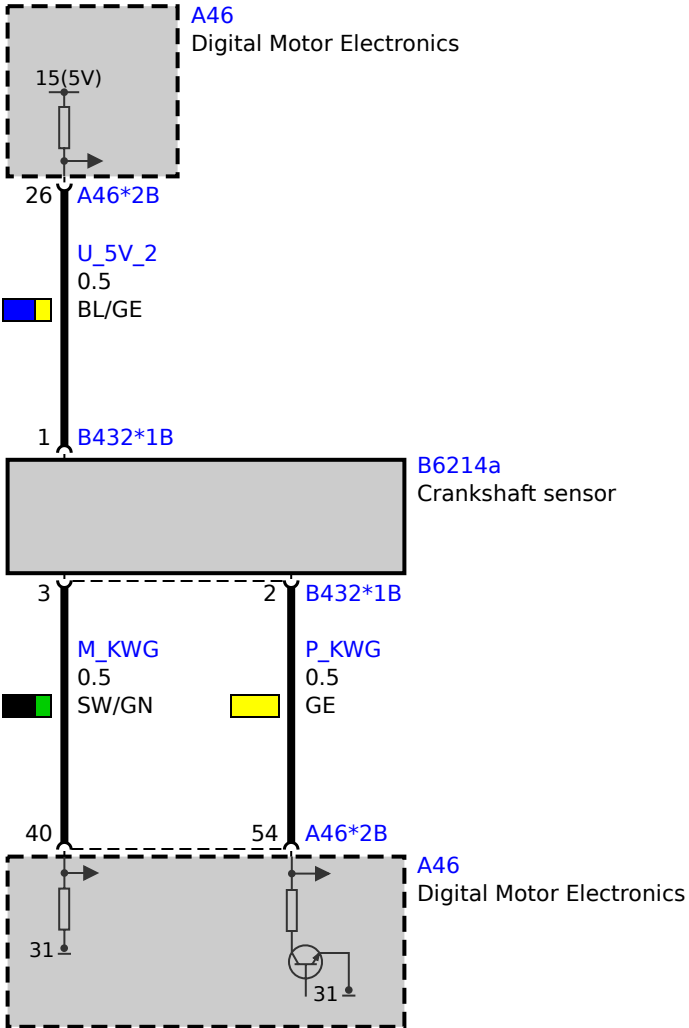 A46
Digital Motor Electronics
15(5V)
26 A46*2B
U_5V_2
0.5
BL/GE
1 B432*1B
B6214a
Crankshaft sensor
3 2 B432*1B
M_KWG P_KWG
0.5 0.5
SW/GN GE
40 54 A46*2B
A46
Digital Motor Electronics
31
31